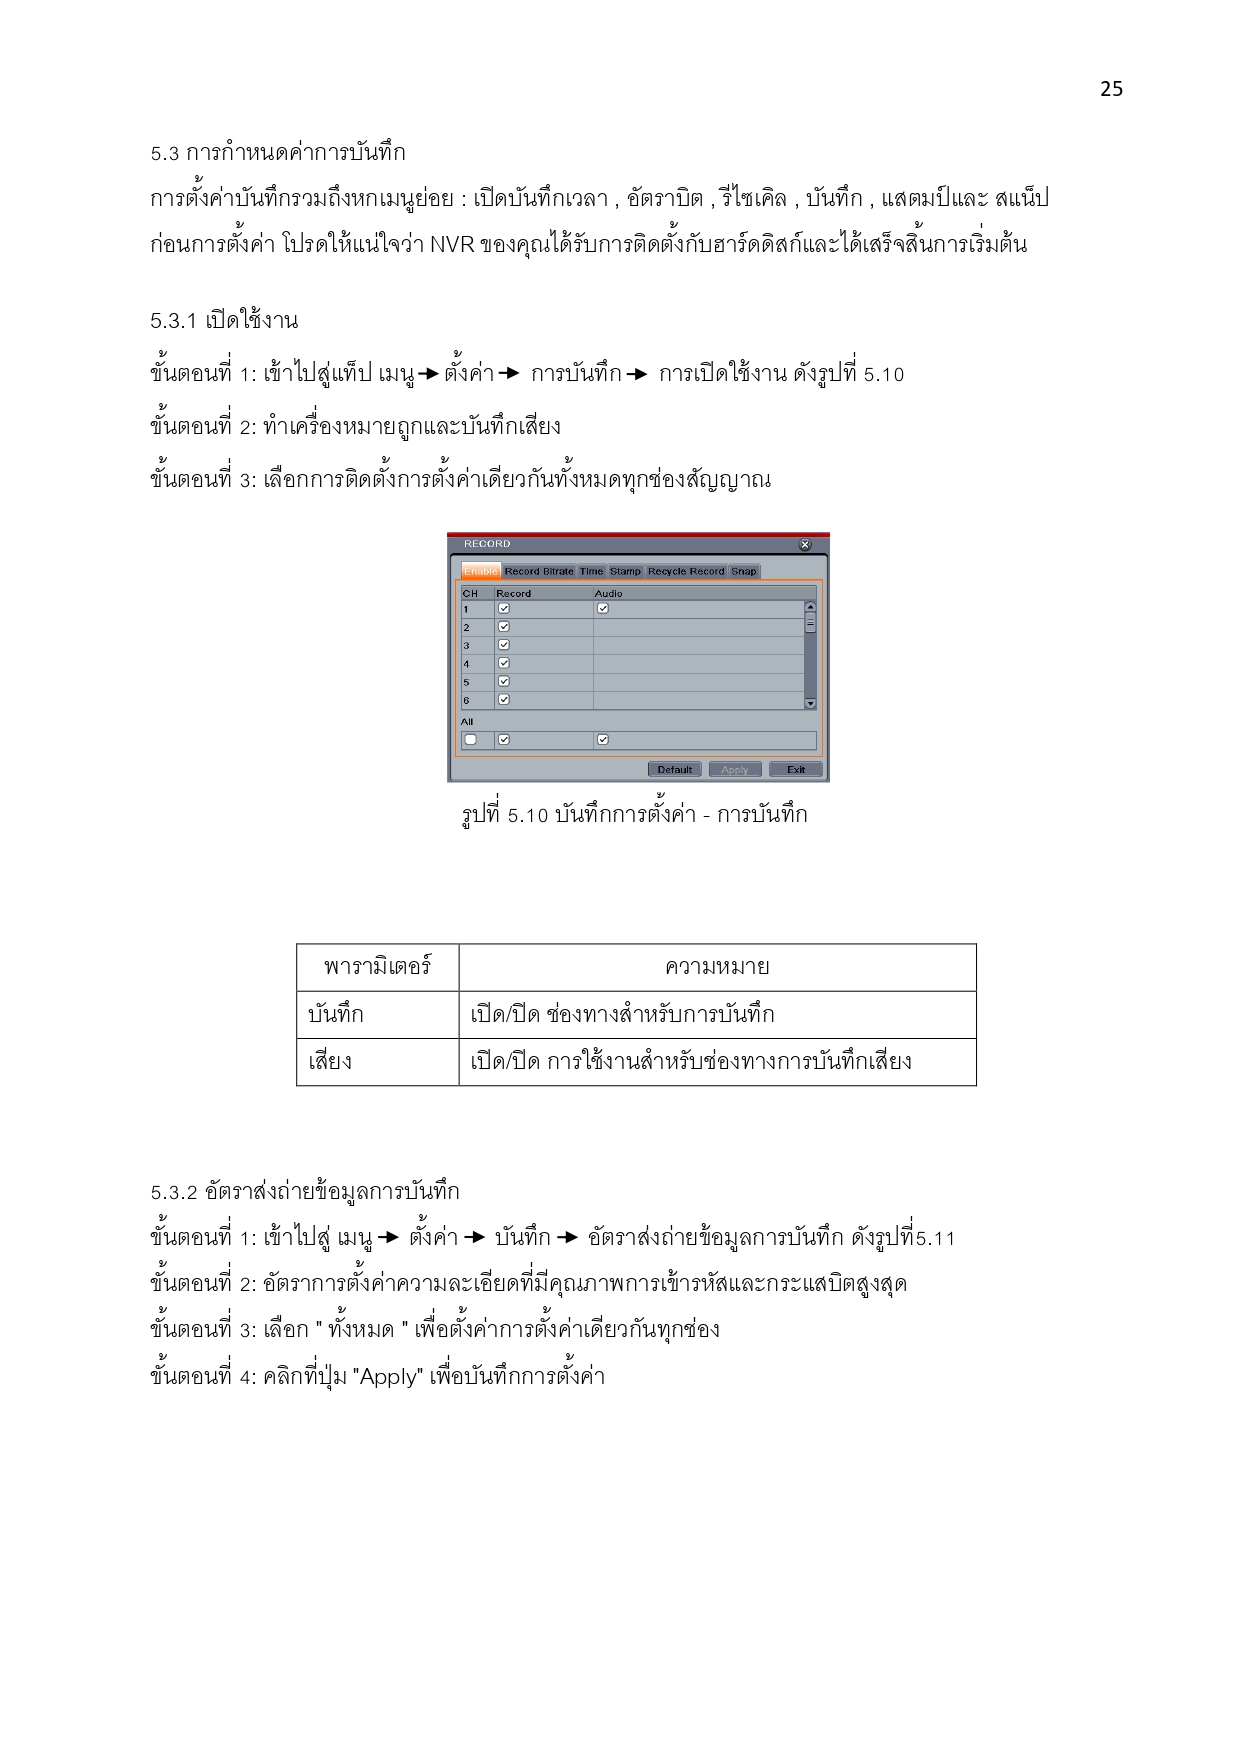 25
5.3 การกำหนดค่าการบันทึก
การตั้งค่าบันทึกรวมถึงหกเมนูย่อย : เปิดบันทึกเวลา , อัตราบิต , รีไซเคิล , บันทึก , แสตมป์และ สแน็ป
ก่อนการตั้งค่า โปรดให้แน่ใจว่า NVR ของคุณได้รับการติดตั้งกับฮาร์ดดิสก์และได้เสร็จสิ้นการเริ่มต้น
5.3.1 เปิดใช้งาน
ขั้นตอนที่ 1: เข้าไปสู่แท็ป เมนู → ตั้งค่า → การบันทึก → การเปิดใช้งาน ดังรูปที่ 5.10
ขั้นตอนที่ 2: ทำเครื่องหมายถูกและบันทึกเสียง
ขั้นตอนที่ 3: เลือกการติดตั้งการตั้งค่าเดียวกันทั้งหมดทุกช่องสัญญาณ
RECORD
Enable Record Bitrate Time Stamp Recycle Record Snap
CH Record Audio
1
2
3
4
5
6
All
Default Apply Exit
รูปที่ 5.10 บันทึกการตั้งค่า - การบันทึก
พารามิเตอร์ ความหมาย
บันทึก เปิด/ปิด ช่องทางสำหรับการบันทึก
เสียง เปิด/ปิด การใช้งานสำหรับช่องทางการบันทึกเสียง
5.3.2 อัตราส่งถ่ายข้อมูลการบันทึก
ขั้นตอนที่ 1: เข้าไปสู่ เมนู → ตั้งค่า → บันทึก → อัตราส่งถ่ายข้อมูลการบันทึก ดังรูปที่5.11
ขั้นตอนที่ 2: อัตราการตั้งค่าความละเอียดที่มีคุณภาพการเข้ารหัสและกระแสบิตสูงสุด
ขั้นตอนที่ 3: เลือก " ทั้งหมด " เพื่อตั้งค่าการตั้งค่าเดียวกันทุกช่อง
ขั้นตอนที่ 4: คลิกที่ปุ่ม "Apply" เพื่อบันทึกการตั้งค่า